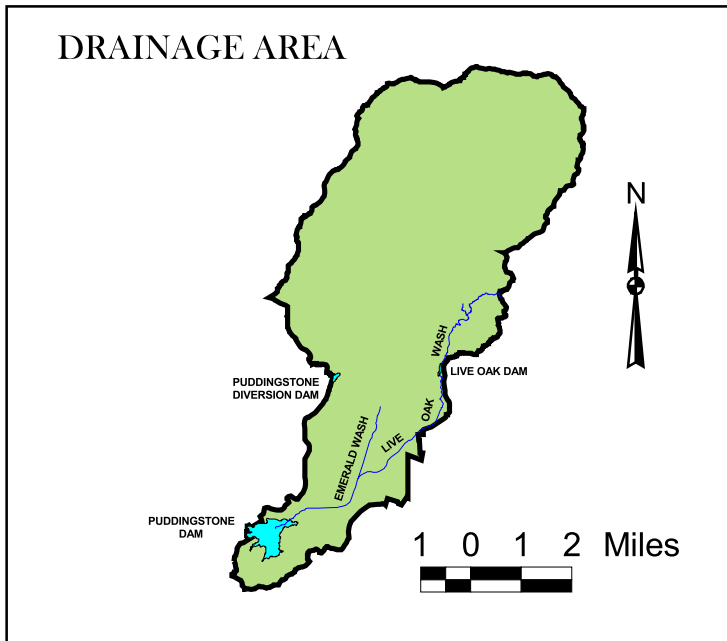 DRAINAGE AREA
N
WASH
LIVE OAK DAM
PUDDINGSTONE
DIVERSION DAM
OAK
LIVE
EMERALD WASH
PUDDINGSTONE
DAM
1 0 1 2 Miles